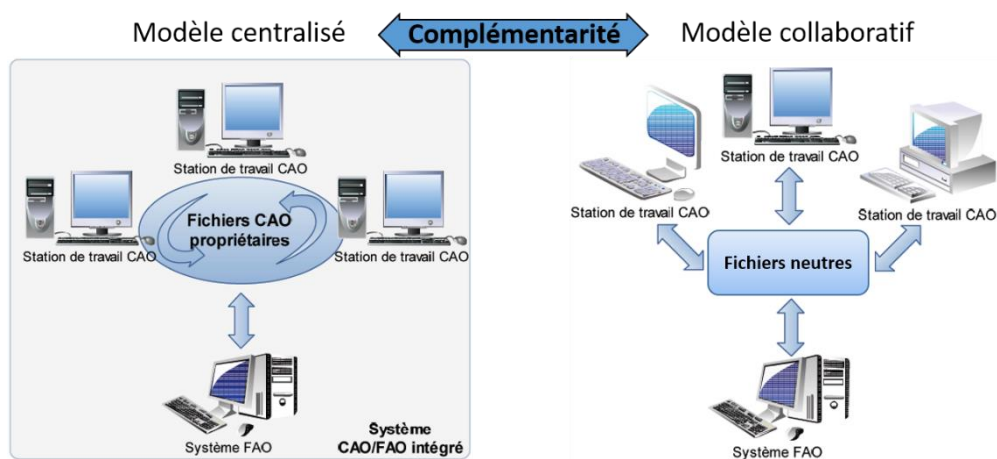 Modèle centralisé
Complémentarité
Modèle collaboratif
Station de travail CAO
Station de travail CAO
Station de travail CAO
Fichiers CAO
propriétaires
Système FAO
Système
CAO/FAO intégré
Station de travail CAO
Station de travail CAO
Station de travail CAO
Fichiers neutres
Système FAO